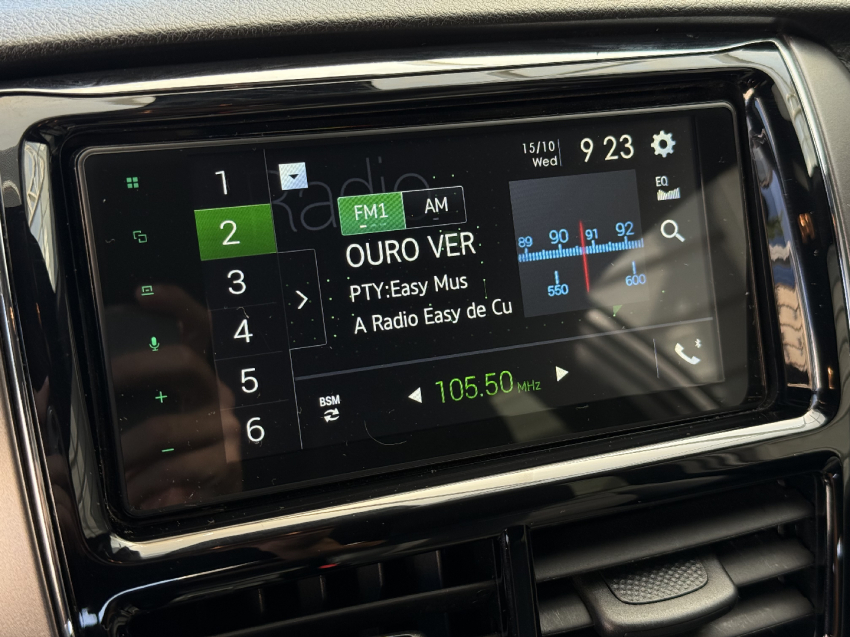 Radio
15/10
Wed
9 23
1
2
3
4
5
6
FM1
AM
OURO VER
PTY:Easy Mus
A Radio Easy de Cu
EQ
89 90 91 92
550 600
BSM
105.50 MHz